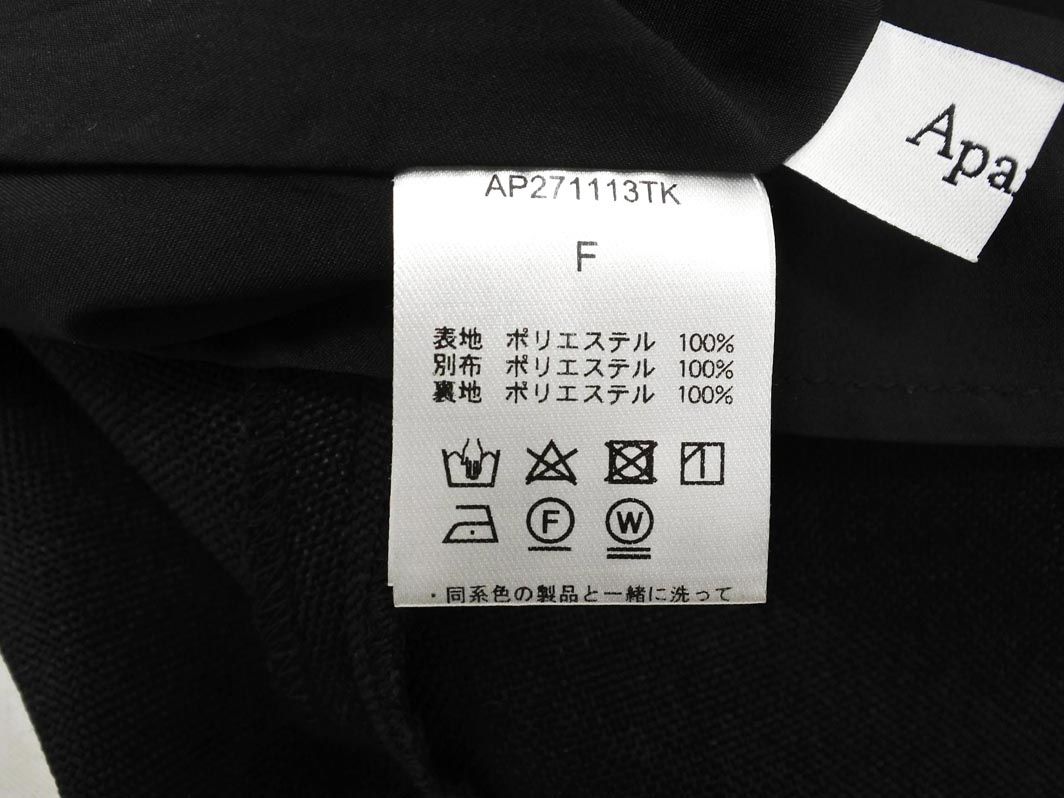 AP271113TK
F
表地 ポリエステル 100%
別布 ポリエステル 100%
裏地 ポリエステル 100%
F
W
・同系色の製品と一緒に洗って